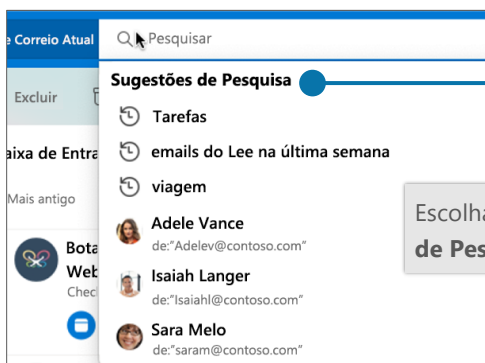 e Correio Atual
Pesquisar
Sugestões de Pesquisa
Excluir
Tarefas
aixa de Entra
emails do Lee na última semana
viagem
Mais antigo
Escolha
de Pes
Adele Vance
de:"Adelev@contoso.com"
Bota
Web
Chec
Isaiah Langer
de:"Isaiahl@contoso.com"
Sara Melo
de:"saram@contoso.com"